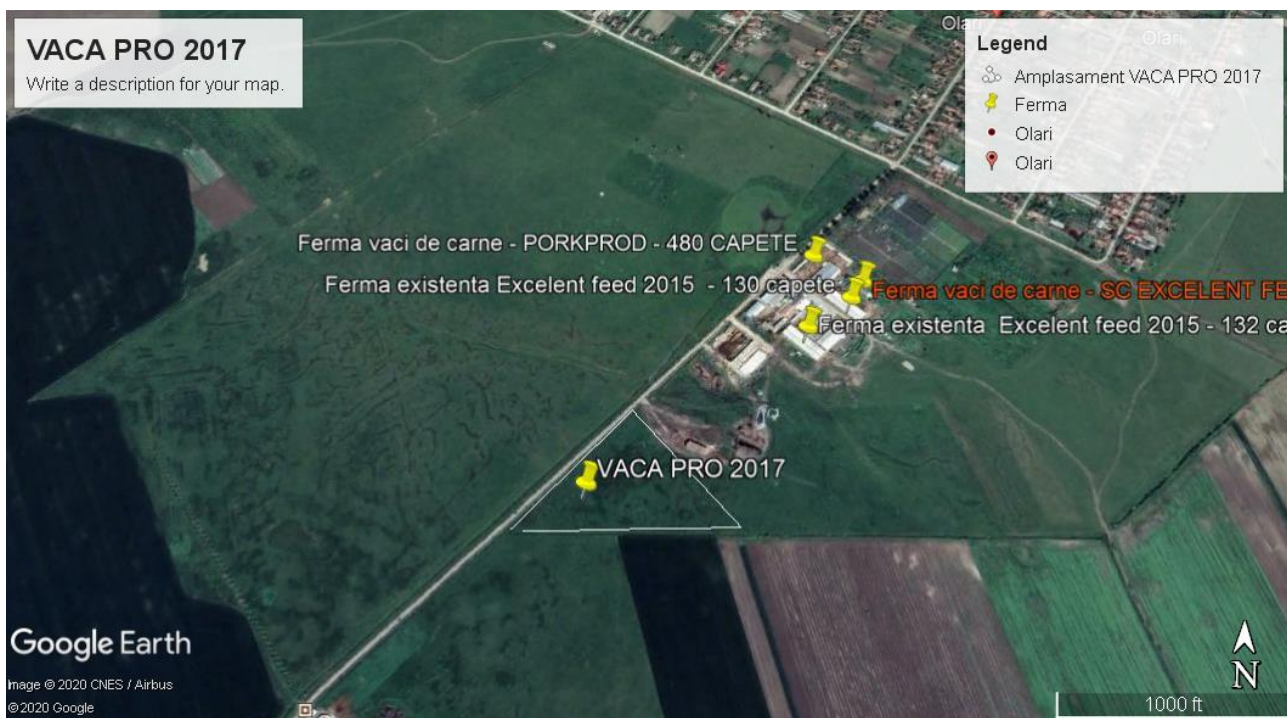 VACA PRO 2017
Write a description for your map.
Olari
Olari
Legend
Amplasament VACA PRO 2017
Ferma
Olari
Olari
Ferma vaci de carne - PORKPROD - 480 CAPETE
Ferma existenta Excelent feed 2015 - 130 capete
Ferma vaci de carne - SC EXCELENT FE
Ferma existenta Excelent feed 2015 - 132 ca
VACA PRO 2017
Google Earth
Image © 2020 CNES / Airbus
© 2020 Google
N
1000 ft